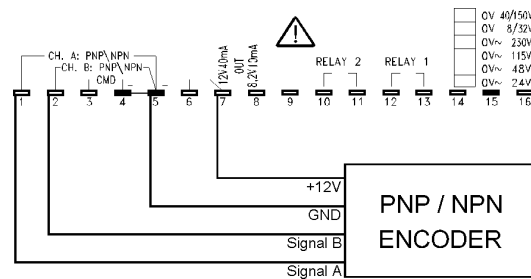 CH. A: PNP\NPN
CH. B: PNP\NPN
CMD
12V40mA
OUT
8,2V10mA
RELAY 2
RELAY 1
0V 40/150V
0V 8/32V
0V~ 230V
0V~ 115V
0V~ 48V
0V~ 24V
1 2 3 4 5 6 7 8 9 10 11 12 13 14 15 16
+12V
GND
Signal B
Signal A
PNP / NPN
ENCODER